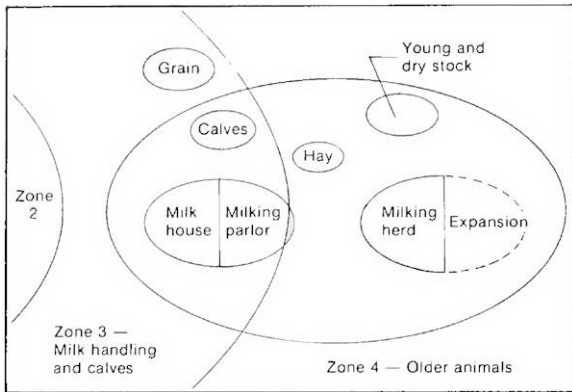 Young and
dry stock
Grain
Calves
Hay
Zone
2
Milk
house
Milking
parlor
Milking
herd
Expansion
Zone 3 —
Milk handling
and calves
Zone 4 — Older animals